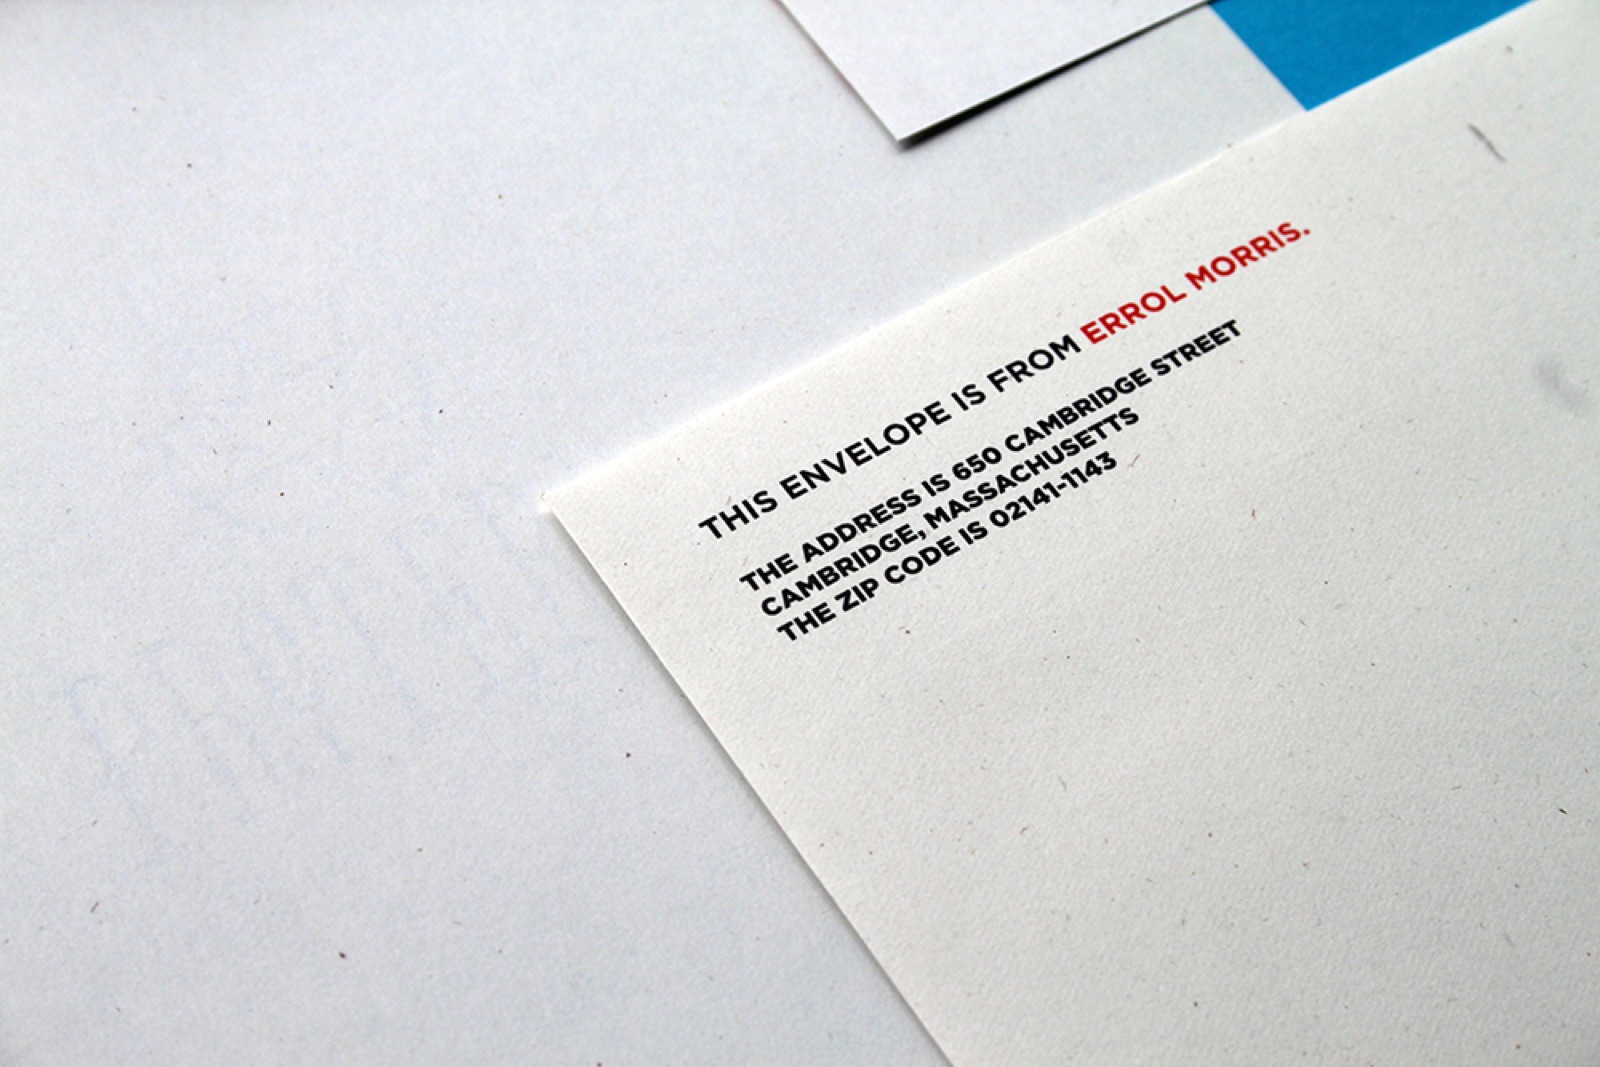 THIS ENVELOPE IS FROM ERROL MORRIS.
THE ADDRESS IS 650 CAMBRIDGE STREET
CAMBRIDGE, MASSACHUSETTS
THE ZIP CODE IS 02141-1143